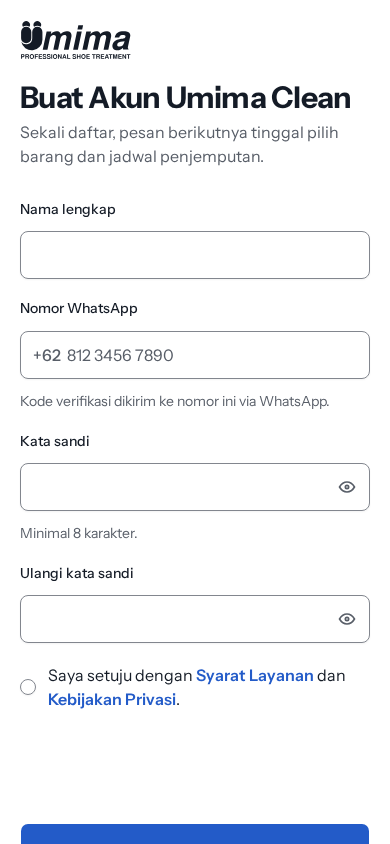 Ümima
PROFESSIONAL SHOE TREATMENT
Buat Akun Umima Clean
Sekali daftar, pesan berikutnya tinggal pilih
barang dan jadwal penjemputan.
Nama lengkap
Nomor WhatsApp
+62 812 3456 7890
Kode verifikasi dikirim ke nomor ini via WhatsApp.
Kata sandi
Minimal 8 karakter.
Ulangi kata sandi
Saya setuju dengan Syarat Layanan dan
Kebijakan Privasi.